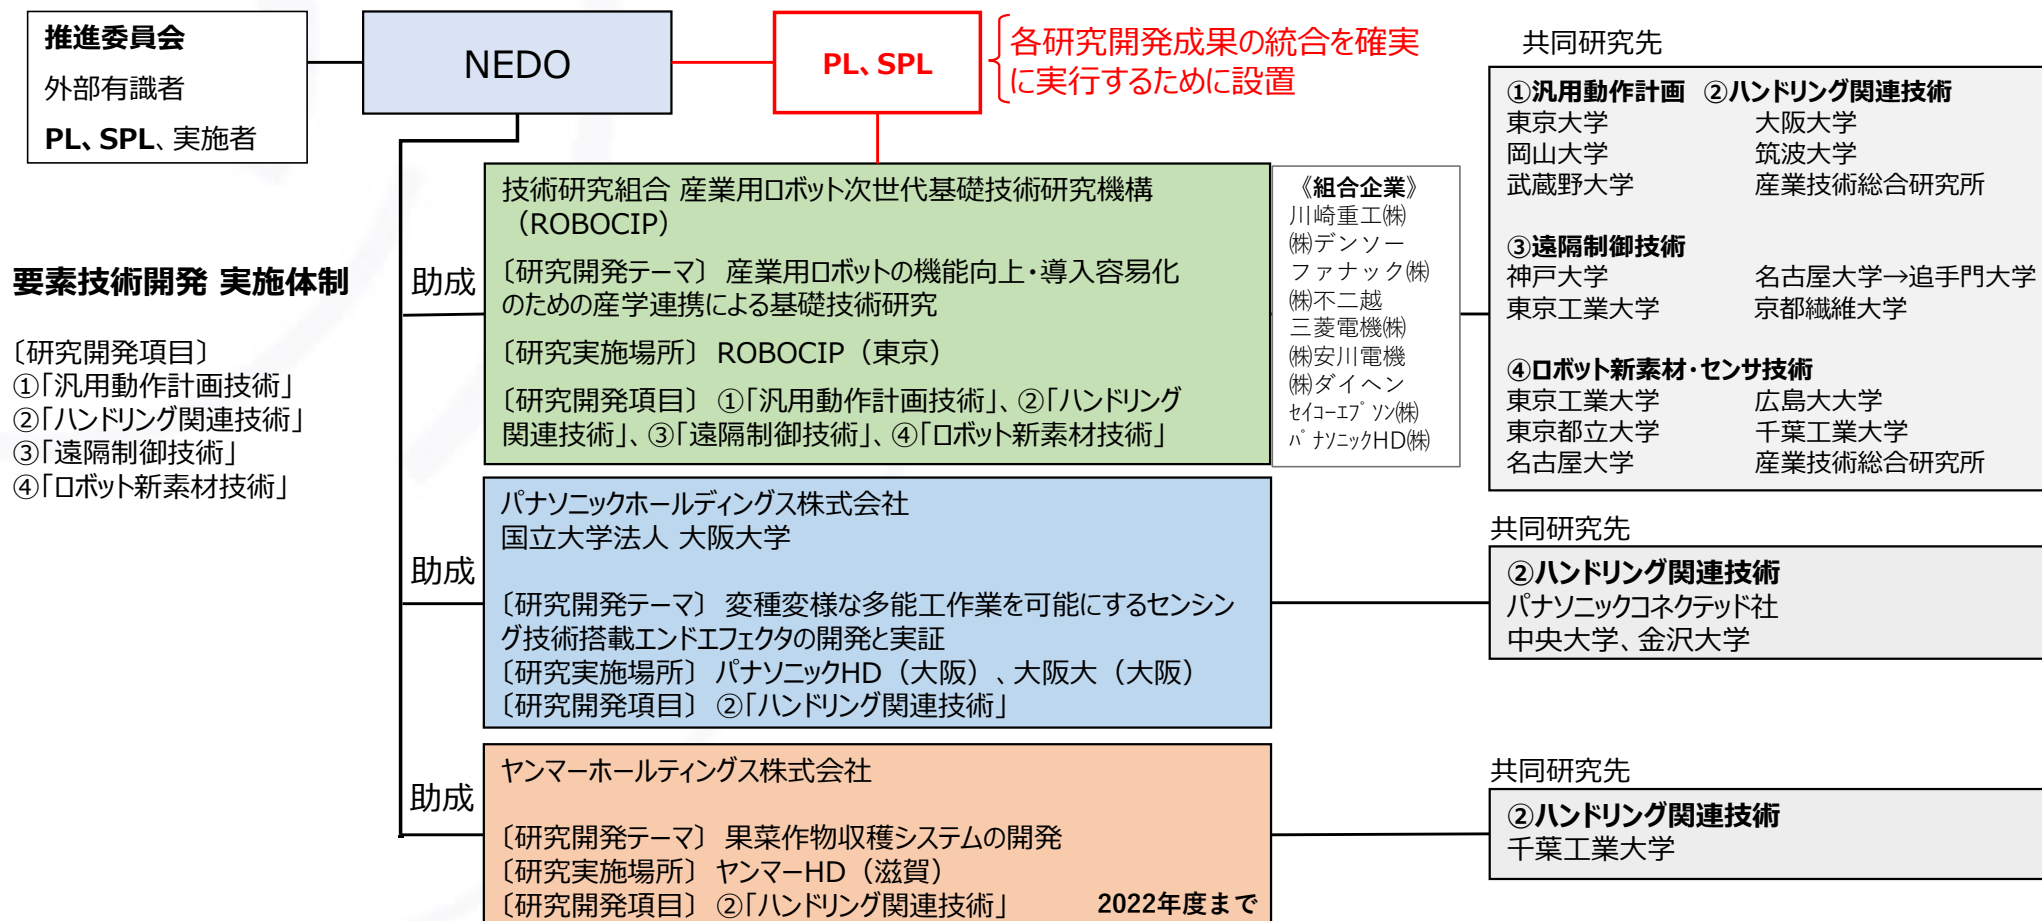 推進委員会
外部有識者
PL、SPL、実施者
NEDO
PL、SPL
各研究開発成果の統合を確実
に実行するために設置
要素技術開発 実施体制
〔研究開発項目〕
①「汎用動作計画技術」
②「ハンドリング関連技術」
③「遠隔制御技術」
④「ロボット新素材技術」
助成
技術研究組合 産業用ロボット次世代基礎技術研究機構
（ROBOCIP）
〔研究開発テーマ〕 産業用ロボットの機能向上・導入容易化
のための産学連携による基礎技術研究
〔研究実施場所〕 ROBOCIP（東京）
〔研究開発項目〕 ①「汎用動作計画技術」、②「ハンドリング
関連技術」、③「遠隔制御技術」、④「ロボット新素材技術」
《組合企業》
川崎重工㈱
㈱デンソー
ファナック㈱
㈱不二越
三菱電機㈱
㈱安川電機
㈱ダイヘン
ｾｲｺｰｴﾌﾟｿﾝ㈱
ﾊﾟﾅｿﾆｯｸHD㈱
共同研究先
①汎用動作計画 ②ハンドリング関連技術
東京大学 大阪大学
岡山大学 筑波大学
武蔵野大学 産業技術総合研究所
③遠隔制御技術
神戸大学 名古屋大学→追手門大学
東京工業大学 京都繊維大学
④ロボット新素材・センサ技術
東京工業大学 広島大大学
東京都立大学 千葉工業大学
名古屋大学 産業技術総合研究所
助成
パナソニックホールディングス株式会社
国立大学法人 大阪大学
〔研究開発テーマ〕 変種変様な多能工作業を可能にするセンシン
グ技術搭載エンドエフェクタの開発と実証
〔研究実施場所〕 パナソニックHD（大阪）、大阪大（大阪）
〔研究開発項目〕 ②「ハンドリング関連技術」
共同研究先
②ハンドリング関連技術
パナソニックコネクテッド社
中央大学、金沢大学
助成
ヤンマーホールティングス株式会社
〔研究開発テーマ〕 果菜作物収穫システムの開発
〔研究実施場所〕 ヤンマーHD（滋賀）
〔研究開発項目〕 ②「ハンドリング関連技術」 2022年度まで
共同研究先
②ハンドリング関連技術
千葉工業大学